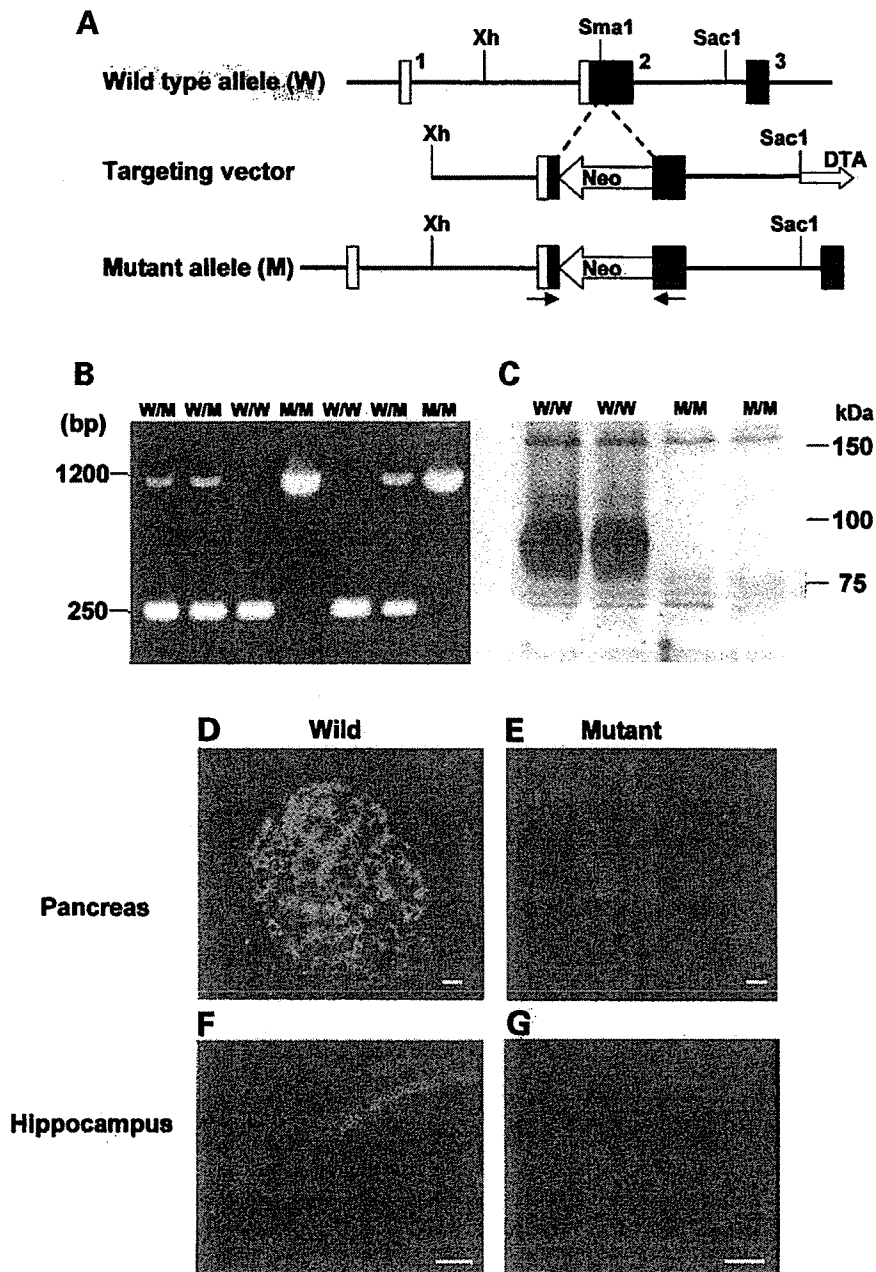 A
Xh Sma1 Sac1
1 2 3
Wild type allele (W)
Xh Sac1 DTA
Targeting vector
Neo
Xh Sac1
Mutant allele (M)
Neo
B
W/M W/M W/W M/M W/W W/M M/M
(bp)
1200
250
C
W/W W/W M/M M/M
kDa
150
100
75
D Wild E Mutant
Pancreas
F G
Hippocampus